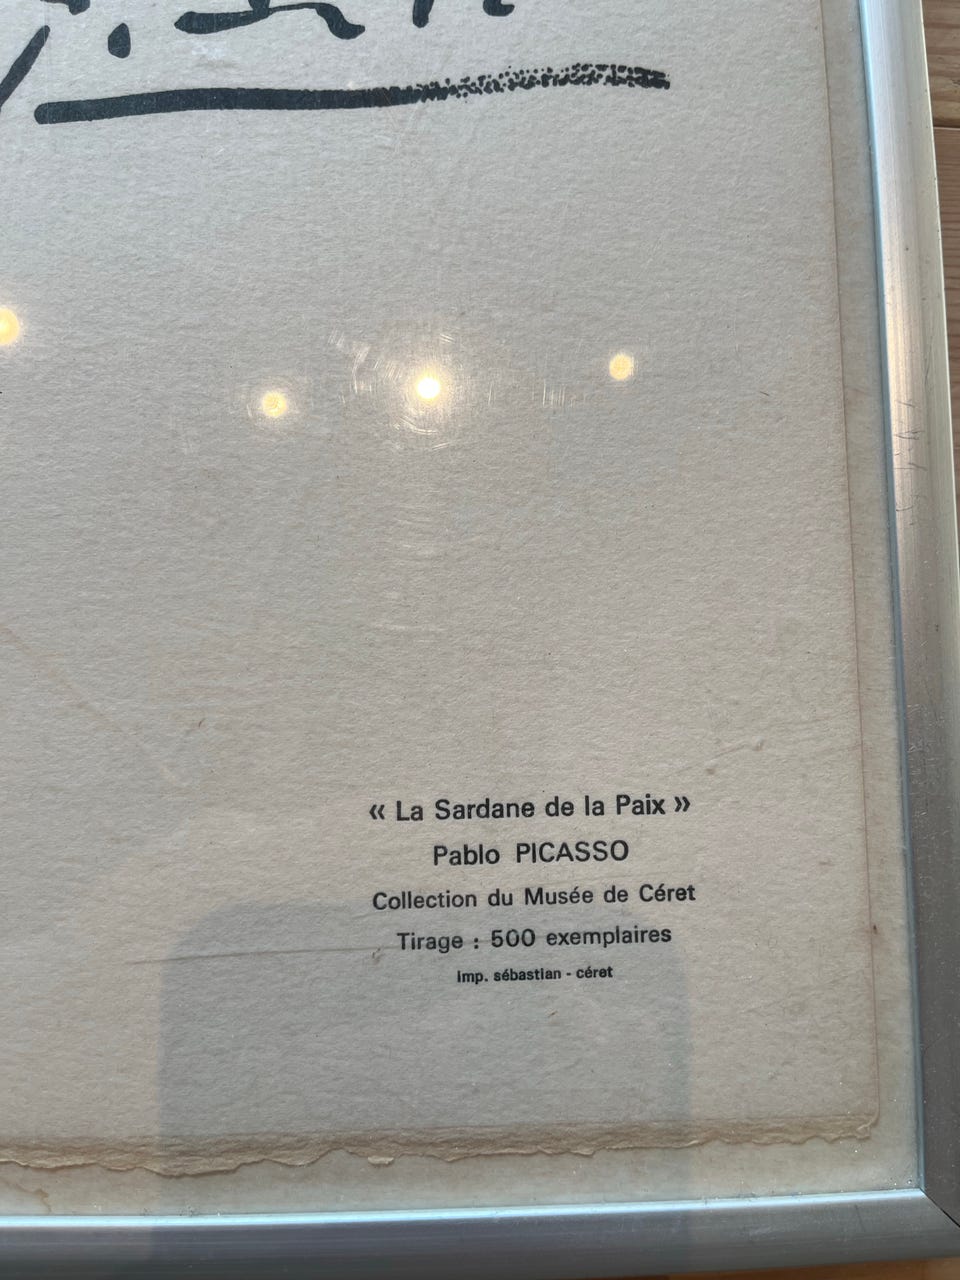 « La Sardane de la Paix »
Pablo PICASSO
Collection du Musée de Céret
Tirage : 500 exemplaires
Imp. sébastian - céret